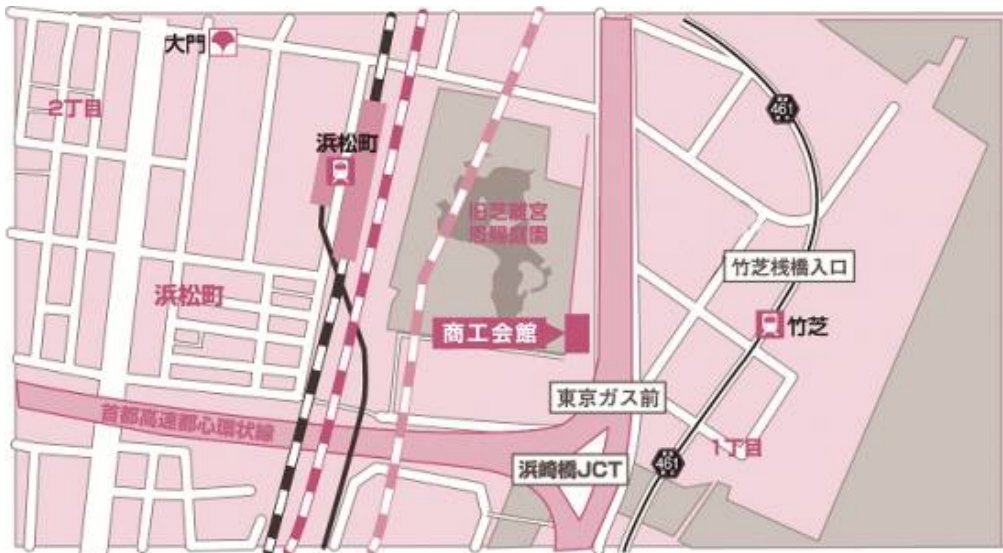 大門
461
2丁目
浜松町
旧芝離宮
恩賜庭園
竹芝桟橋入口
浜松町
竹芝
商工会館
東京ガス前
首都高速都心環状線
1丁目
461
浜崎橋JCT